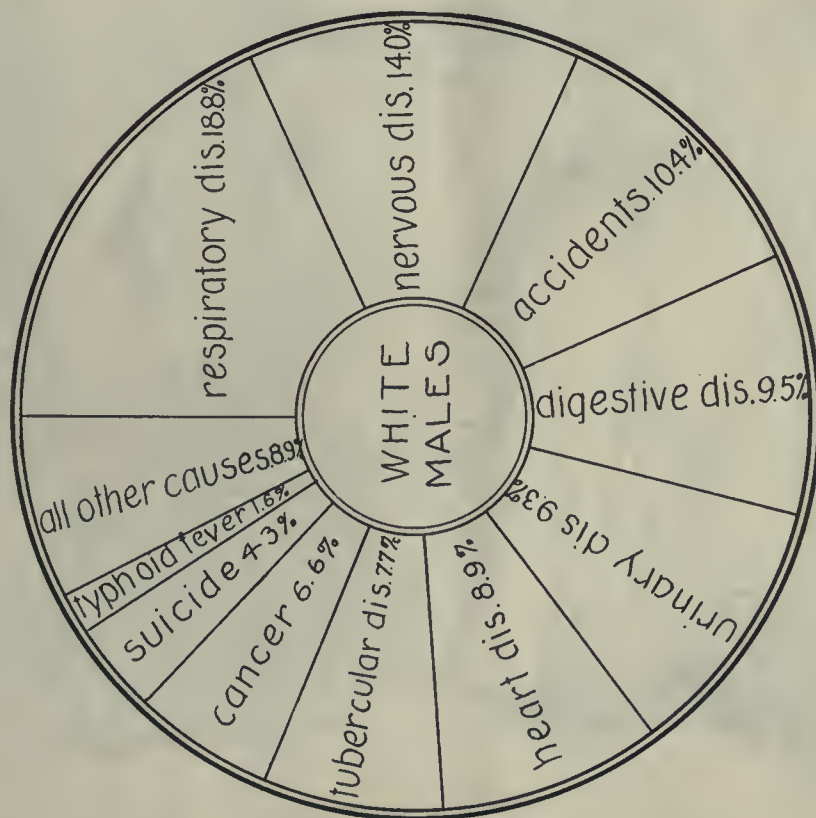 WHITE
MALES
respiratory dis.18.8%
nervous dis.14.0%
accidents.10.4%
digestive dis.9.5%
urinary dis 9.3%
heart dis.8.9%
tubercular dis.7.7%
cancer 6.6%
suicide 4.3%
typhoid fever 1.6%
all other causes.8.9%